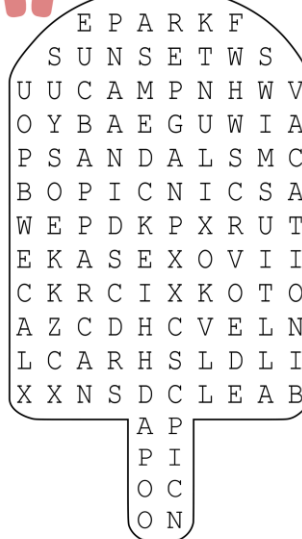 E P A R K F
S U N S E T W S
U U C A M P N H W V
O Y B A E G U W I A
P S A N D A L S M C
B O P I C N I C S A
W E P D K P X R U T
E K A S E X O V I I
C K R C I X K O T O
A Z C D H C V E L N
L C A R H S L D L I
X X N S D C L E A B
A P
P I
O C
O N